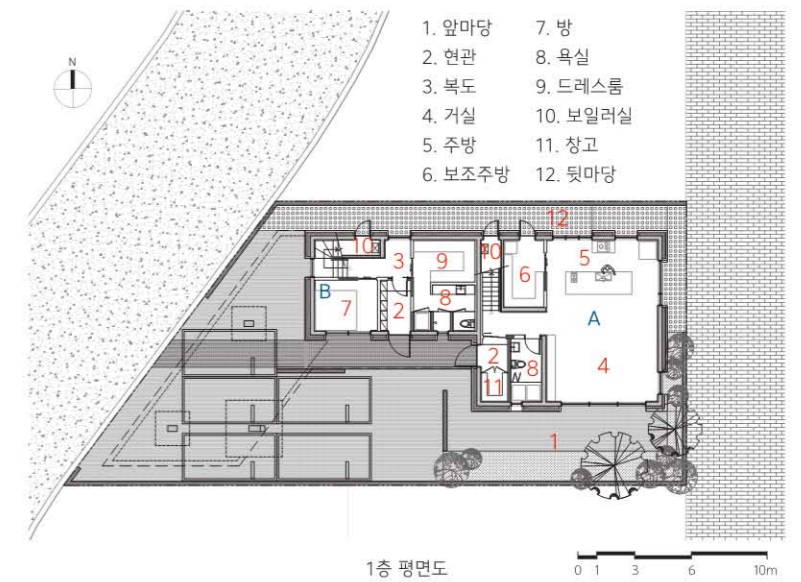 1. 앞마당
2. 현관
3. 복도
4. 거실
5. 주방
6. 보조주방
7. 방
8. 욕실
9. 드레스룸
10. 보일러실
11. 창고
12. 뒷마당
N
12
10
3
9
10
6
5
B
7
2
8
A
2
11
8
4
1
1층 평면도
0 1 3 6 10m